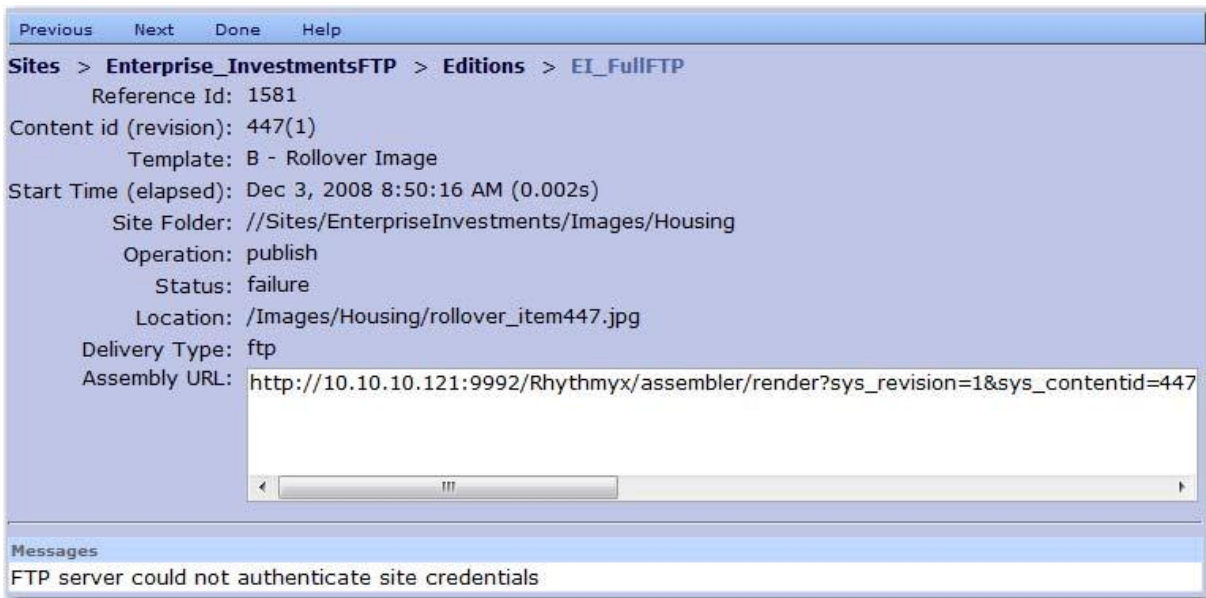 Previous Next Done Help
Sites > Enterprise_InvestmentsFTP > Editions > EI_FullFTP
Reference Id: 1581
Content id (revision): 447(1)
Template: B - Rollover Image
Start Time (elapsed): Dec 3, 2008 8:50:16 AM (0.002s)
Site Folder: //Sites/EnterpriseInvestments/Images/Housing
Operation: publish
Status: failure
Location: /Images/Housing/rollover_item447.jpg
Delivery Type: ftp
Assembly URL: http://10.10.10.121:9992/Rhythmyx/assembler/render?sys_revision=1&sys_contentid=447
Messages
FTP server could not authenticate site credentials